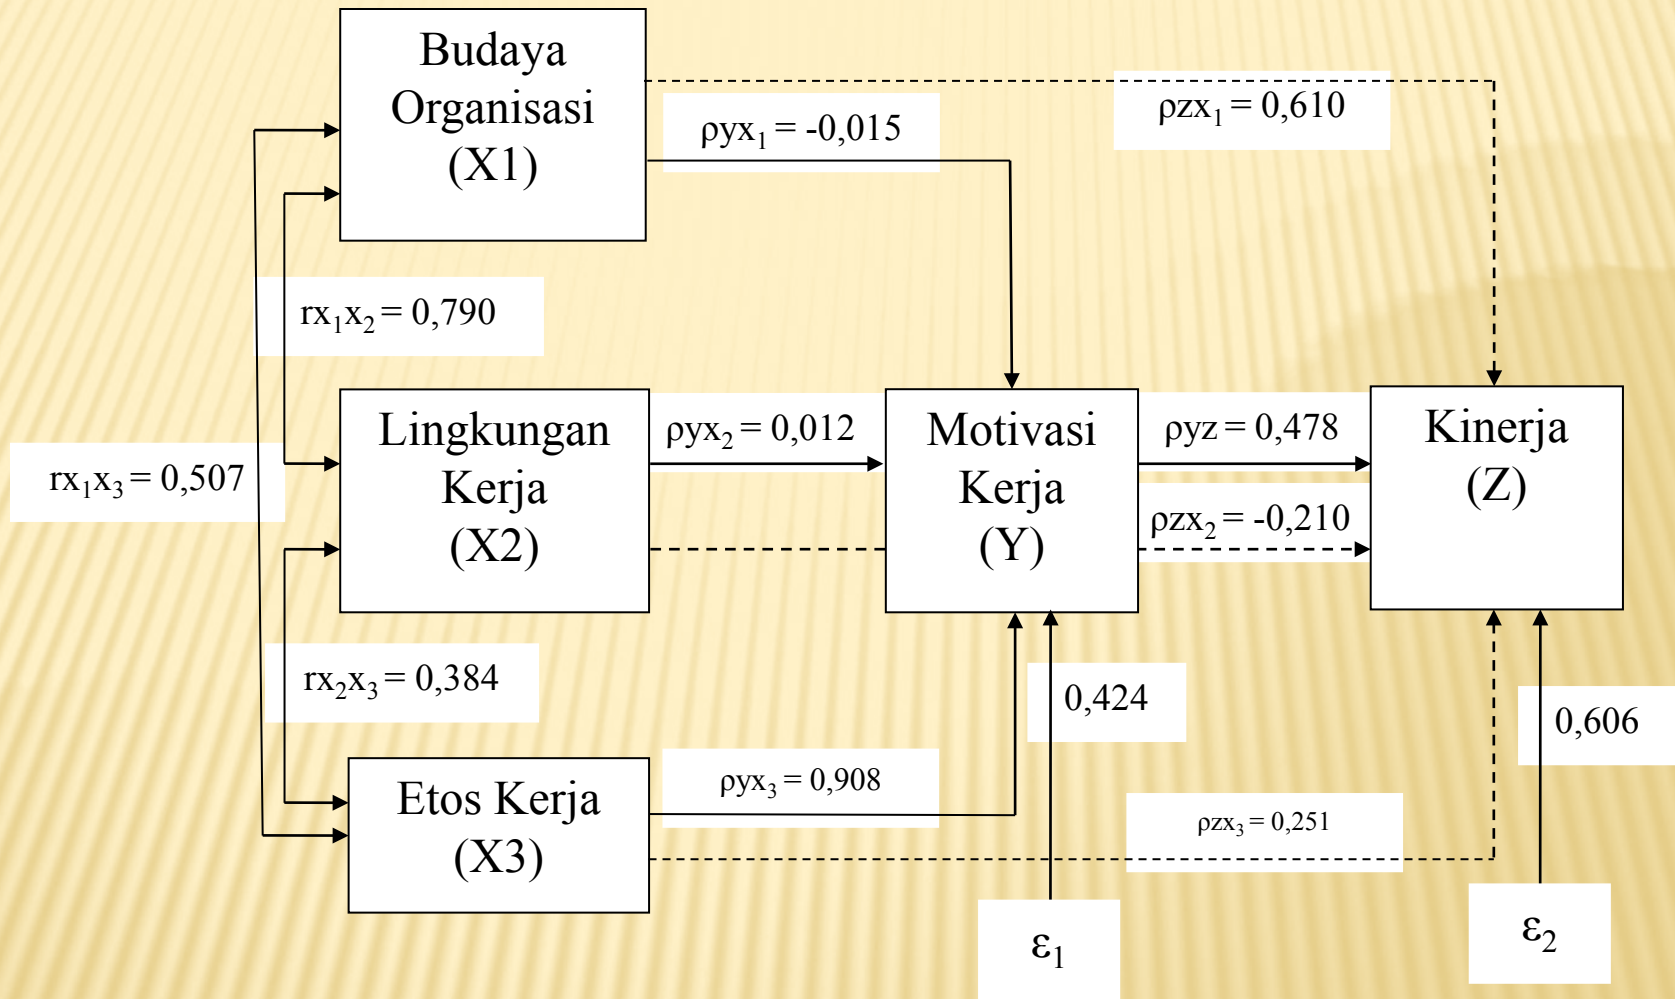 Budaya
Organisasi
(X1)
ρyx₁ = -0,015
ρzx₁ = 0,610
rx₁x₂ = 0,790
Lingkungan
Kerja
(X2)
ρyx₂ = 0,012
Motivasi
Kerja
(Y)
ρyz = 0,478
ρzx₂ = -0,210
Kinerja
(Z)
rx₁x₃ = 0,507
rx₂x₃ = 0,384
0,424
0,606
Etos Kerja
(X3)
ρyx₃ = 0,908
ρzx₃ = 0,251
ε₁
ε₂